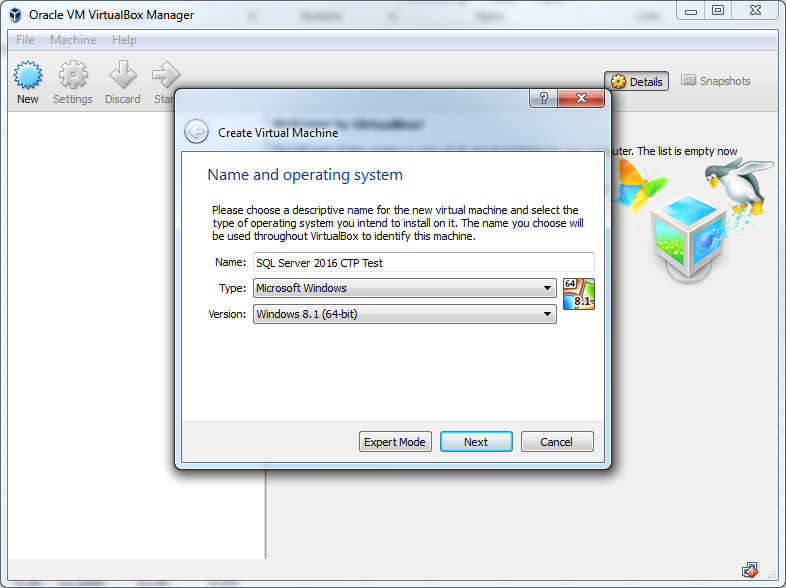 Oracle VM VirtualBox Manager
File Machine Help
New Settings Discard Star
Details Snapshots
Create Virtual Machine
uter. The list is empty now
Name and operating system
Please choose a descriptive name for the new virtual machine and select the
type of operating system you intend to install on it. The name you choose will
be used throughout VirtualBox to identify this machine.
Name: SQL Server 2016 CTP Test
Type: Microsoft Windows
64
8.1
Version: Windows 8.1 (64-bit)
Expert Mode Next Cancel